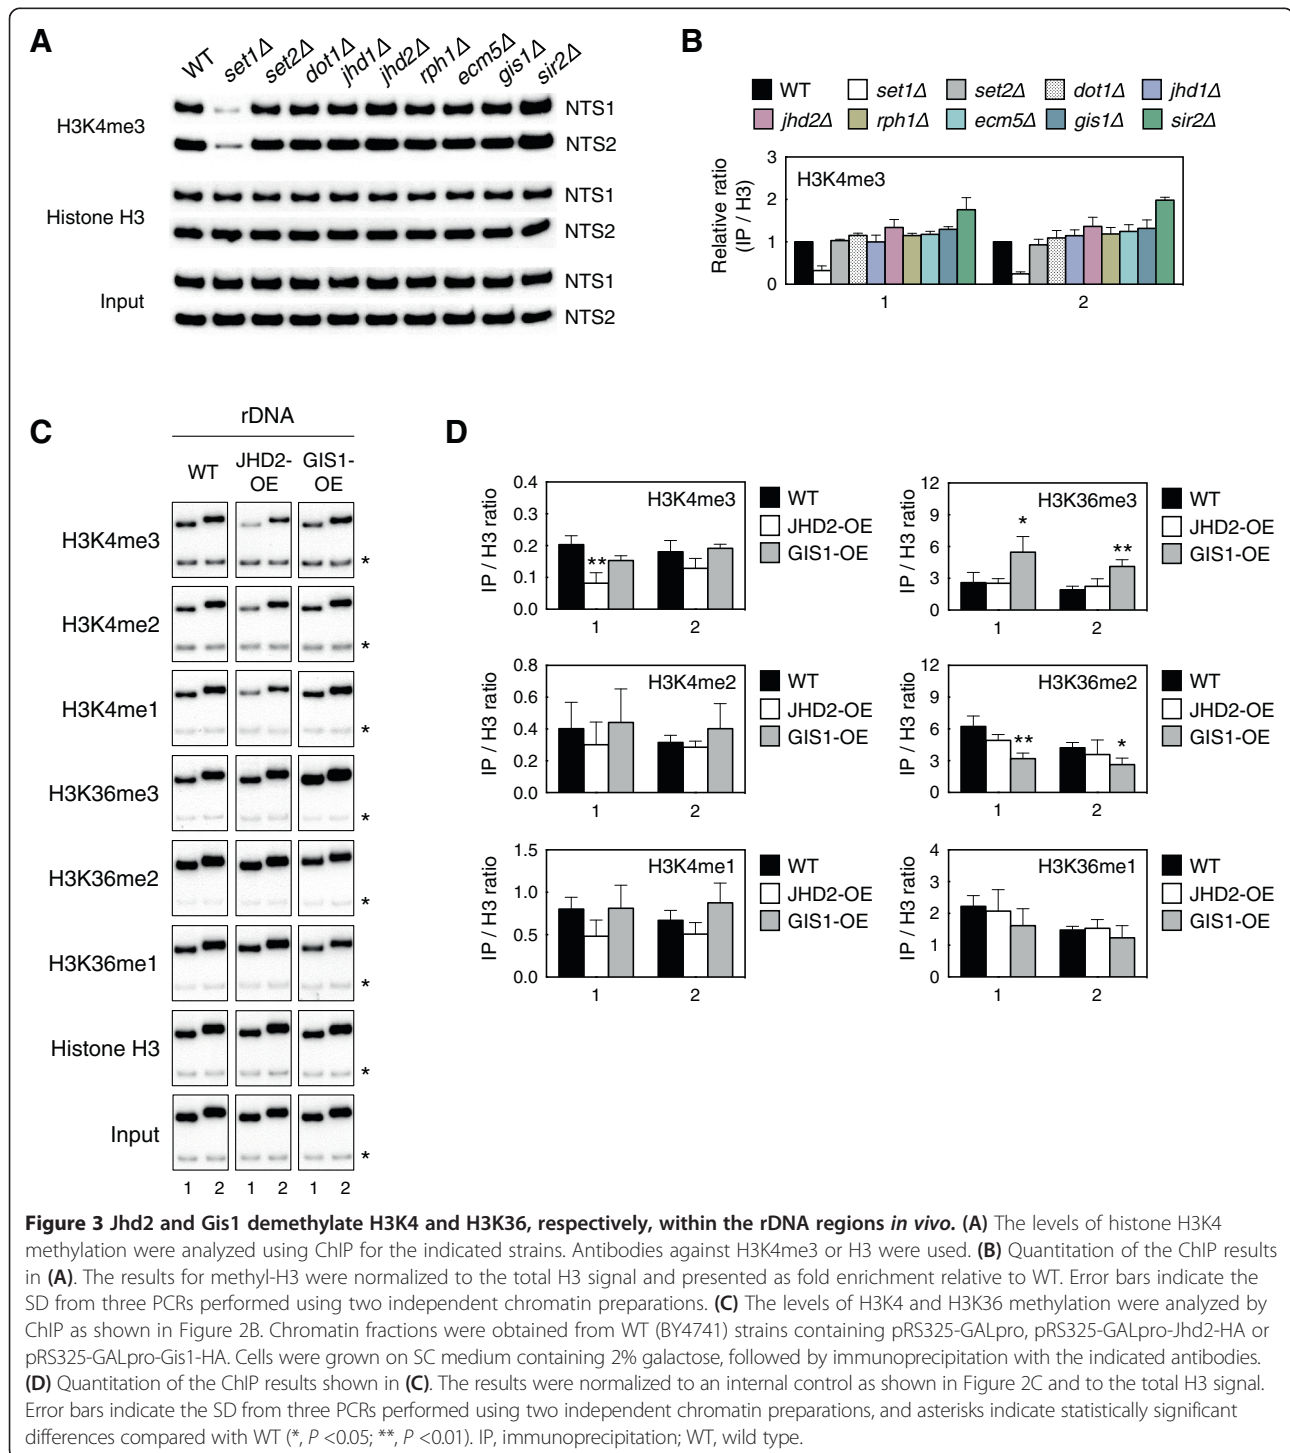 A
WT set1Δ set2Δ dot1Δ jhd1Δ jhd2Δ rph1Δ ecm5Δ gis1Δ sir2Δ
H3K4me3
NTS1
NTS2
Histone H3
NTS1
NTS2
Input
NTS1
NTS2
B
WT set1Δ set2Δ dot1Δ jhd1Δ
jhd2Δ rph1Δ ecm5Δ gis1Δ sir2Δ
H3K4me3
Relative ratio
(IP / H3)
3
2
1
0
1 2
C
rDNA
WT JHD2-OE GIS1-OE
H3K4me3 *
H3K4me2 *
H3K4me1 *
H3K36me3 *
H3K36me2 *
H3K36me1 *
Histone H3 *
Input *
1 2 1 2 1 2
D
H3K4me3
IP / H3 ratio
0.4
0.3
0.2
0.1
0.0
**
1 2
WT
JHD2-OE
GIS1-OE
H3K36me3
IP / H3 ratio
12
9
6
3
0
* **
1 2
WT
JHD2-OE
GIS1-OE
H3K4me2
IP / H3 ratio
0.8
0.6
0.4
0.2
0.0
1 2
WT
JHD2-OE
GIS1-OE
H3K36me2
IP / H3 ratio
12
9
6
3
0
** *
1 2
WT
JHD2-OE
GIS1-OE
H3K4me1
IP / H3 ratio
1.5
1.0
0.5
0.0
1 2
WT
JHD2-OE
GIS1-OE
H3K36me1
IP / H3 ratio
4
3
2
1
0
1 2
WT
JHD2-OE
GIS1-OE
Figure 3 Jhd2 and Gis1 demethylate H3K4 and H3K36, respectively, within the rDNA regions in vivo. (A) The levels of histone H3K4
methylation were analyzed using ChIP for the indicated strains. Antibodies against H3K4me3 or H3 were used. (B) Quantitation of the ChIP results
in (A). The results for methyl-H3 were normalized to the total H3 signal and presented as fold enrichment relative to WT. Error bars indicate the
SD from three PCRs performed using two independent chromatin preparations. (C) The levels of H3K4 and H3K36 methylation were analyzed by
ChIP as shown in Figure 2B. Chromatin fractions were obtained from WT (BY4741) strains containing pRS325-GALpro, pRS325-GALpro-Jhd2-HA or
pRS325-GALpro-Gis1-HA. Cells were grown on SC medium containing 2% galactose, followed by immunoprecipitation with the indicated antibodies.
(D) Quantitation of the ChIP results shown in (C). The results were normalized to an internal control as shown in Figure 2C and to the total H3 signal.
Error bars indicate the SD from three PCRs performed using two independent chromatin preparations, and asterisks indicate statistically significant
differences compared with WT (*, P <0.05; **, P <0.01). IP, immunoprecipitation; WT, wild type.